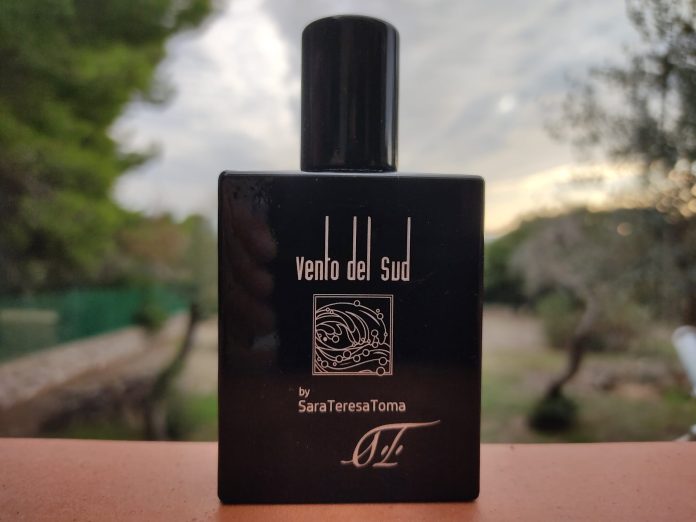 Vento del Sud
by
SaraTeresaToma